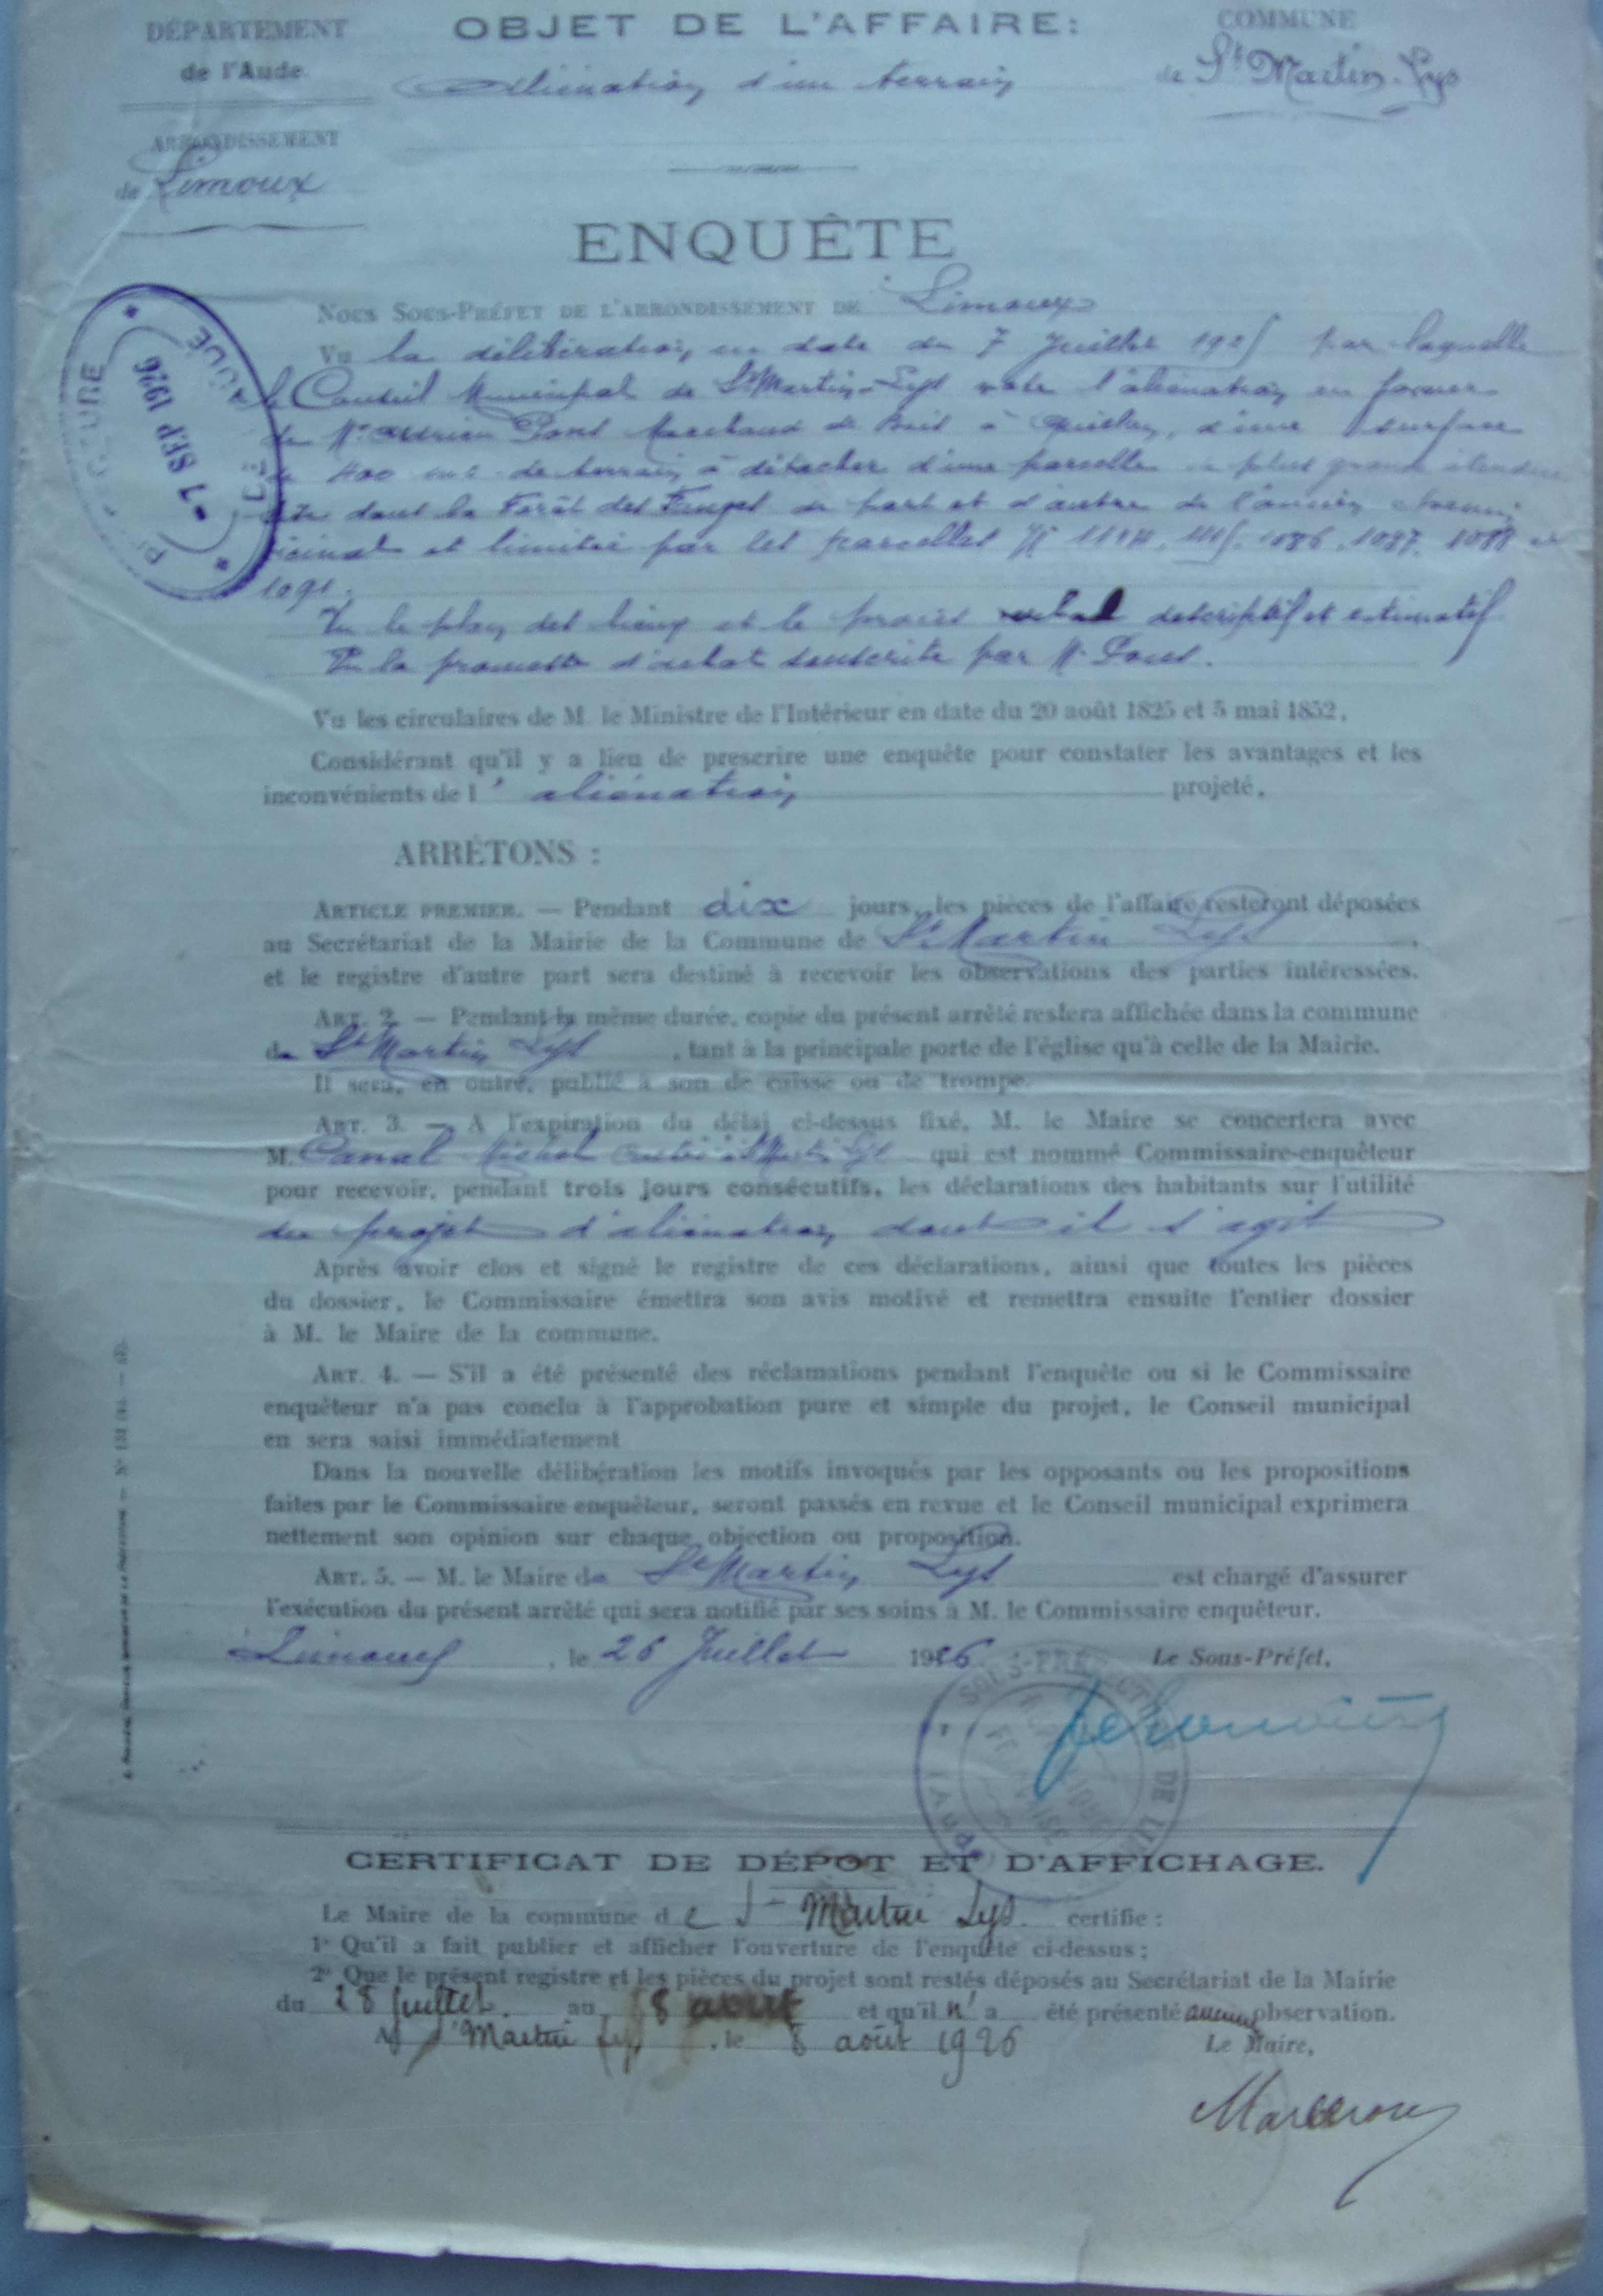 DÉPARTEMENT
de l'Aude.
OBJET DE L'AFFAIRE:
Aliénation d'un terrain
COMMUNE
de St Martin-Lys
ARRONDISSEMENT
de Limoux
ENQUÊTE
NOUS SOUS-PRÉFET DE L'ARRONDISSEMENT DE Limoux
Vu la délibération en date du 7 Juillet 1925 par laquelle
le Conseil Municipal de St Martin-Lys vote l'aliénation en faveur
de Mr Adrien Pons Marchand de Bois à Quillan, d'une surface
de 400 m2 de terrain à détacher d'une parcelle de plus grande étendue
dans la Forêt des Fanges de part et d'autre de l'ancien chemin
vicinal et limitée par les parcelles 1114, 1115, 1086, 1087, 1088 et
1091.
Vu le plan des lieux et le procès verbal descriptif et estimatif
Vu la promesse d'achat souscrite par M. Pons.
Vu les circulaires de M. le Ministre de l'Intérieur en date du 20 août 1825 et 5 mai 1852,
Considérant qu'il y a lieu de prescrire une enquête pour constater les avantages et les
inconvénients de l'aliénation projeté,
ARRÊTONS :
ARTICLE PREMIER. — Pendant dix jours, les pièces de l'affaire resteront déposées
au Secrétariat de la Mairie de la Commune de St Martin Lys,
et le registre d'autre part sera destiné à recevoir les observations des parties intéressées.
ART. 2. — Pendant la même durée, copie du présent arrêté restera affichée dans la commune
de St Martin Lys, tant à la principale porte de l'église qu'à celle de la Mairie.
Il sera, en outre, publié à son de caisse ou de trompe.
ART. 3. — A l'expiration du délai ci-dessus fixé, M. le Maire se concertera avec
M. Canal Michel à St Martin Lys qui est nommé Commissaire-enquêteur
pour recevoir, pendant trois jours consécutifs, les déclarations des habitants sur l'utilité
du projet d'aliénation dont il s'agit
Après avoir clos et signé le registre de ces déclarations, ainsi que toutes les pièces
du dossier, le Commissaire émettra son avis motivé et remettra ensuite l'entier dossier
à M. le Maire de la commune.
ART. 4. — S'il a été présenté des réclamations pendant l'enquête ou si le Commissaire
enquêteur n'a pas conclu à l'approbation pure et simple du projet, le Conseil municipal
en sera saisi immédiatement
Dans la nouvelle délibération les motifs invoqués par les opposants ou les propositions
faites par le Commissaire enquêteur, seront passés en revue et le Conseil municipal exprimera
nettement son opinion sur chaque objection ou proposition.
ART. 5. — M. le Maire de St Martin Lys est chargé d'assurer
l'exécution du présent arrêté qui sera notifié par ses soins à M. le Commissaire enquêteur.
Limoux, le 26 Juillet 1926
Le Sous-Préfet,
SOUS-PRÉFECTURE DE LIM
(AUDE)
- 1 SEP 1926
CERTIFICAT DE DÉPOT ET D'AFFICHAGE.
Le Maire de la commune de St Martin Lys certifie :
1° Qu'il a fait publier et afficher l'ouverture de l'enquête ci-dessus ;
2° Que le présent registre et les pièces du projet sont restés déposés au Secrétariat de la Mairie
du 28 juillet au 8 août et qu'il n'a été présenté aucune observation.
A St Martin Lys, le 8 août 1926
Le Maire,